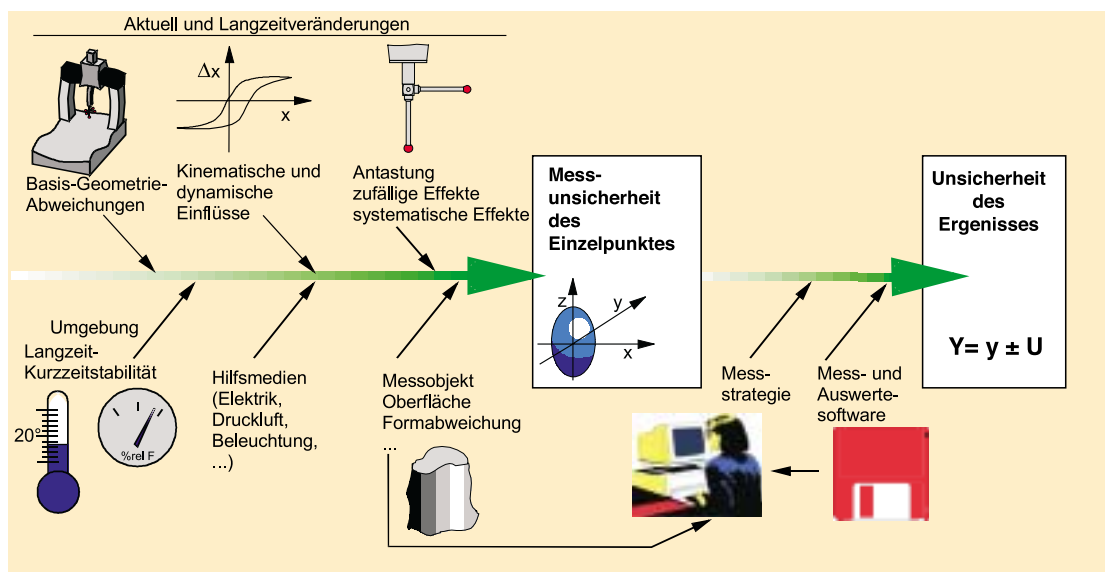 Aktuell und Langzeitveränderungen
Δx
x
Basis-Geometrie-
Abweichungen
Kinematische und
dynamische
Einflüsse
Antastung
zufällige Effekte
systematische Effekte
Mess-
unsicherheit
des
Einzelpunktes
z
y
x
Unsicherheit
des
Ergenisses
Y= y ± U
Umgebung
Langzeit-
Kurzzeitstabilität
20°
%rel F
Hilfsmedien
(Elektrik,
Druckluft,
Beleuchtung,
...)
Messobjekt
Oberfläche
Formabweichung
...
Mess-
strategie
Mess- und
Auswerte-
software